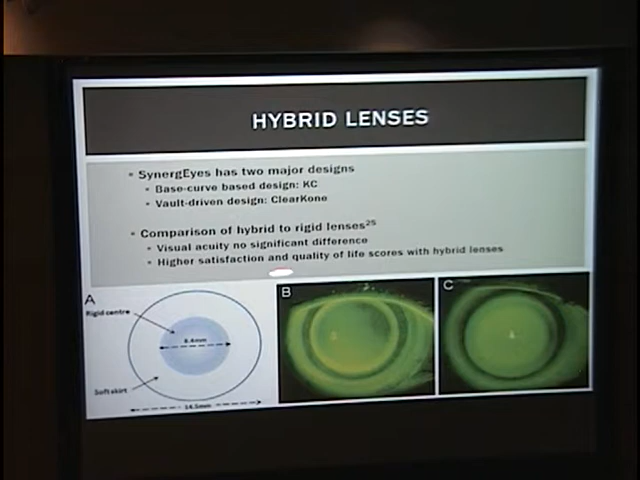 HYBRID LENSES
SynergEyes has two major designs
Base-curve based design: KC
Vault-driven design: ClearKone
Comparison of hybrid to rigid lenses25
Visual acuity no significant difference
Higher satisfaction and quality of life scores with hybrid lenses
A
Rigid centre
8.4mm
Soft skirt
14.5mm
B
C